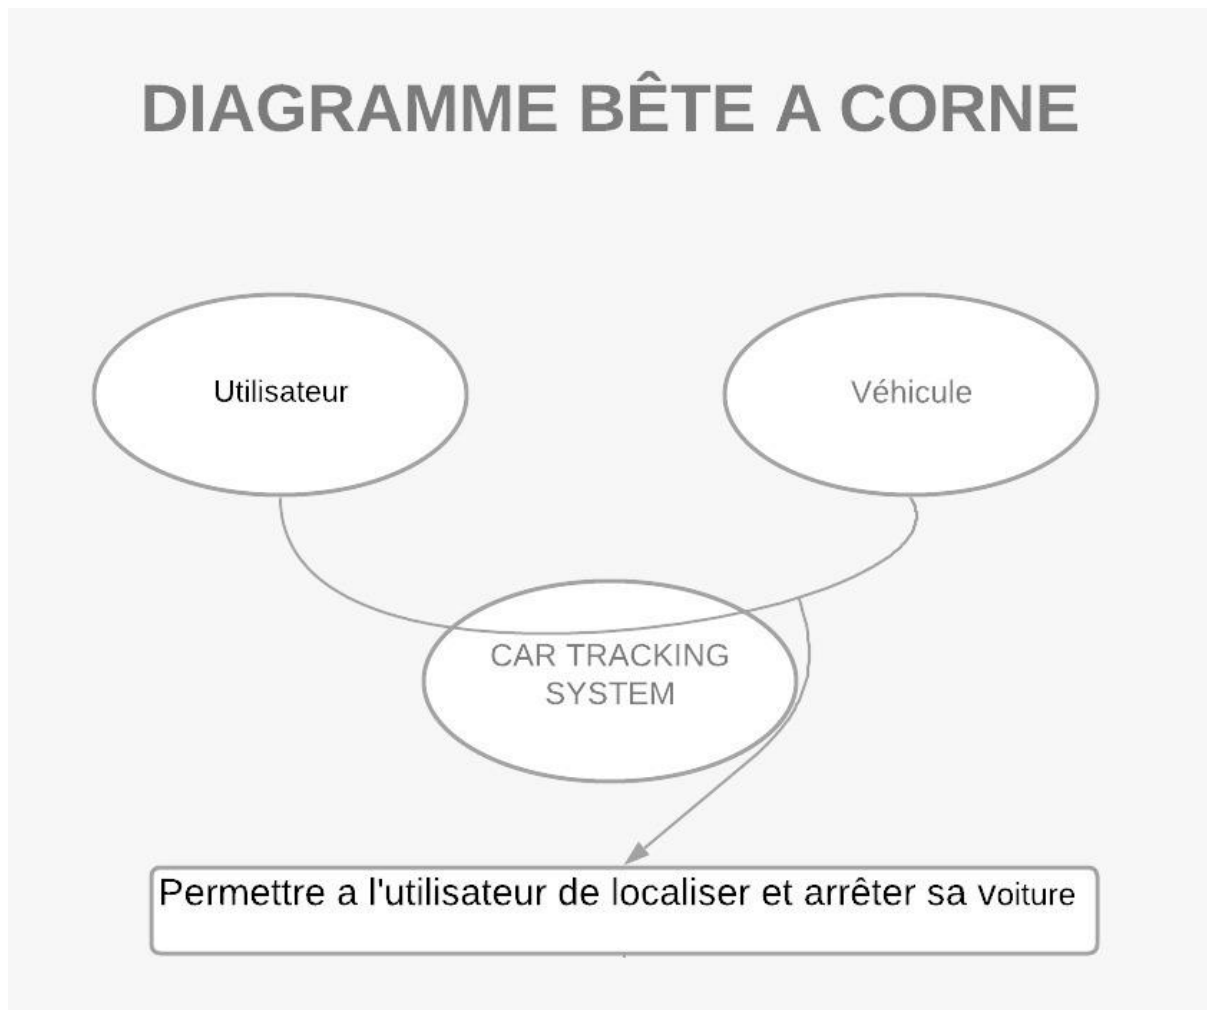 DIAGRAMME BÊTE A CORNE
Utilisateur
Véhicule
CAR TRACKING
SYSTEM
Permettre a l'utilisateur de localiser et arrêter sa Voiture